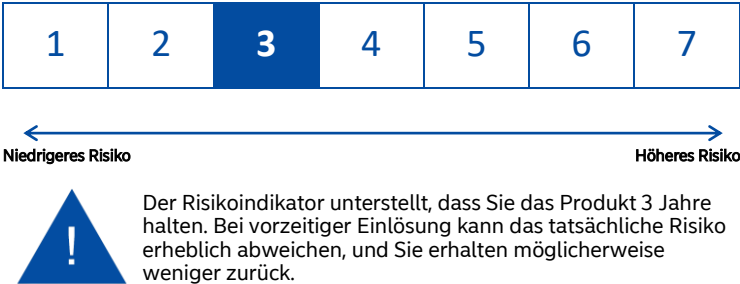 1 2 3 4 5 6 7
Niedrigeres Risiko Höheres Risiko
!
Der Risikoindikator unterstellt, dass Sie das Produkt 3 Jahre
halten. Bei vorzeitiger Einlösung kann das tatsächliche Risiko
erheblich abweichen, und Sie erhalten möglicherweise
weniger zurück.